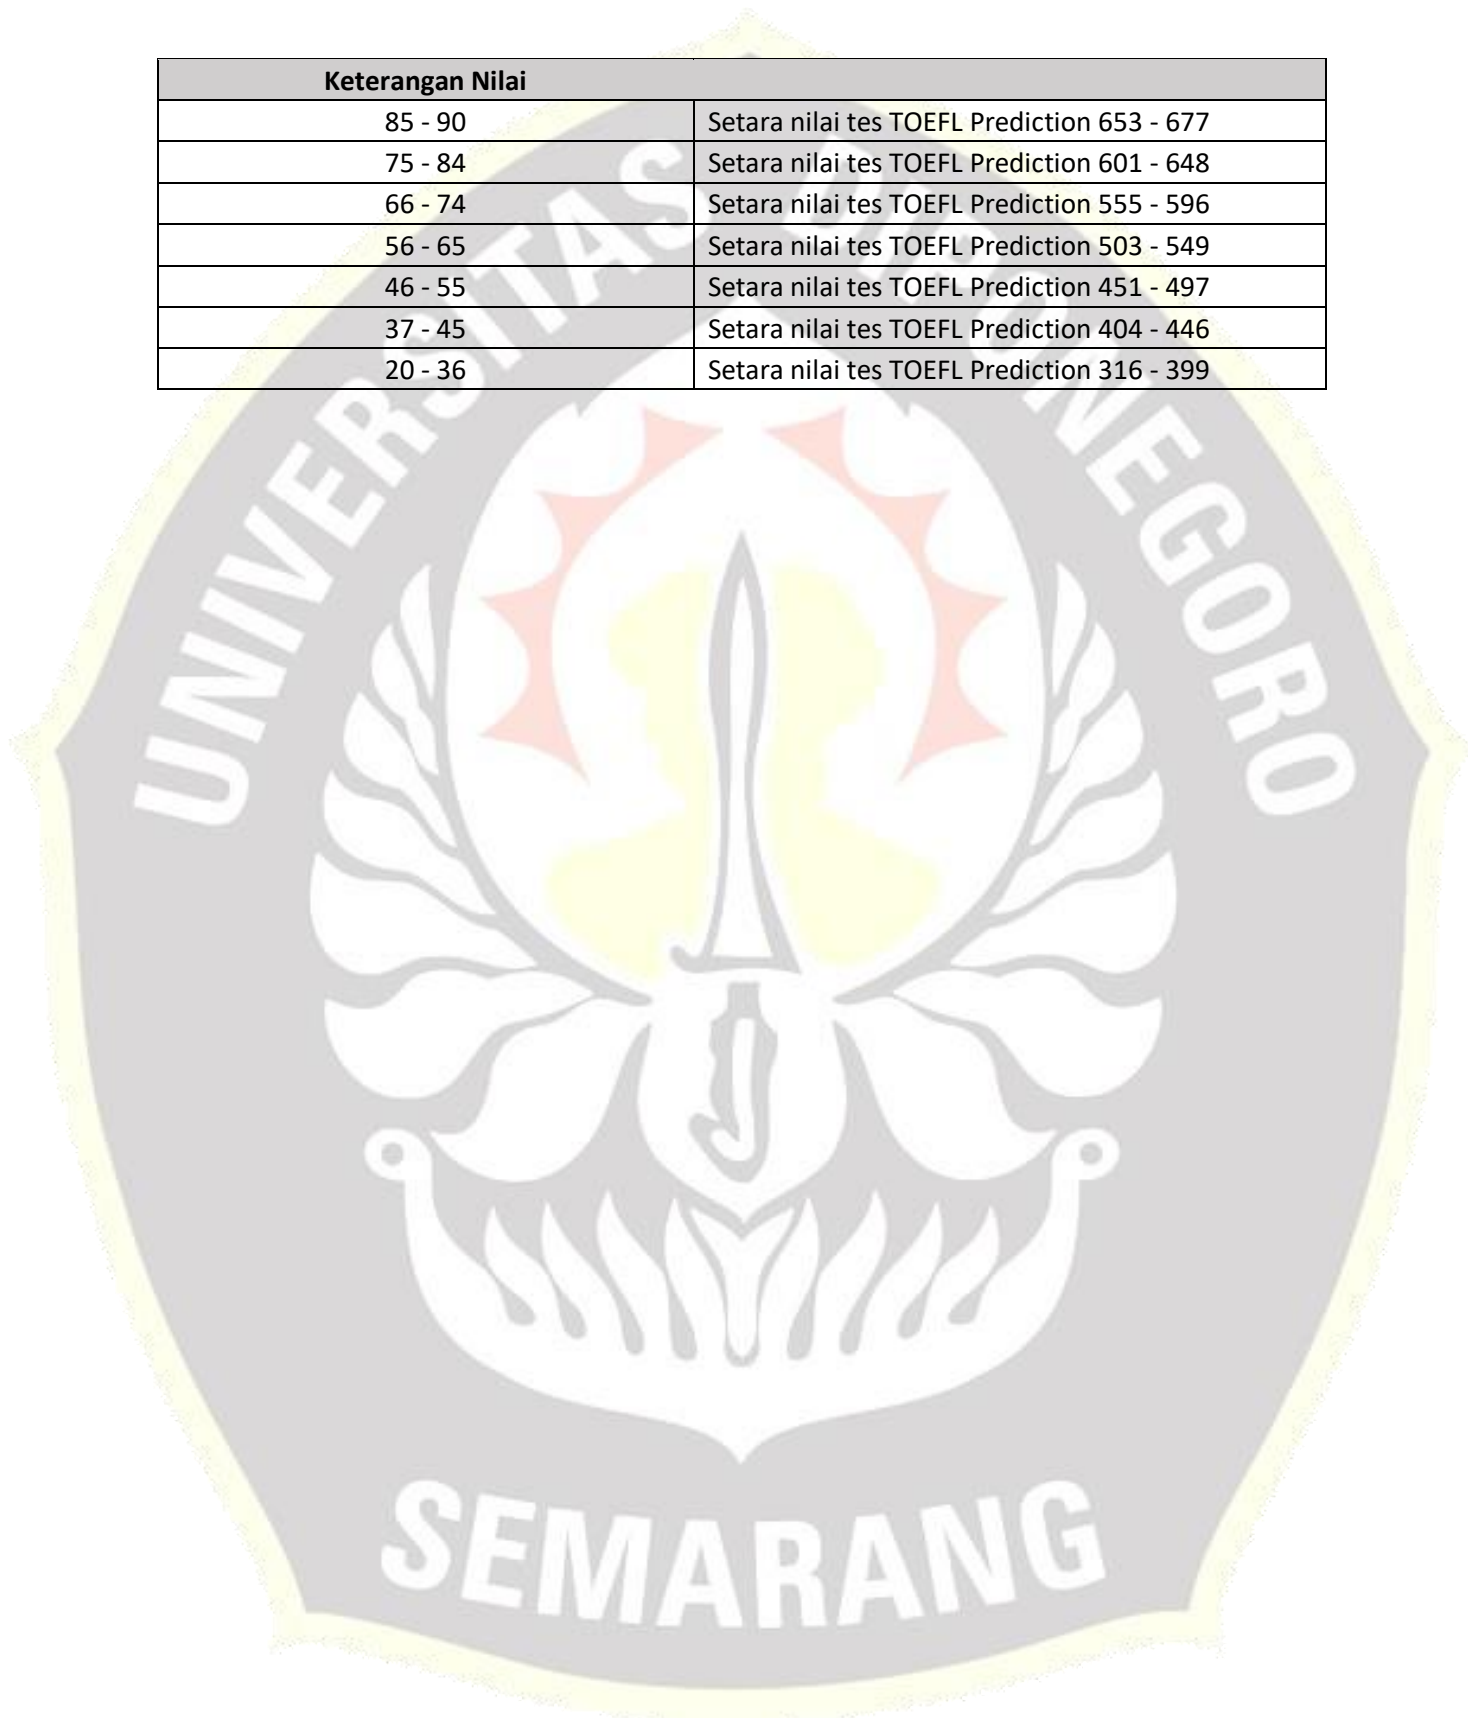 Keterangan Nilai
85 - 90 Setara nilai tes TOEFL Prediction 653 - 677
75 - 84 Setara nilai tes TOEFL Prediction 601 - 648
66 - 74 Setara nilai tes TOEFL Prediction 555 - 596
56 - 65 Setara nilai tes TOEFL Prediction 503 - 549
46 - 55 Setara nilai tes TOEFL Prediction 451 - 497
37 - 45 Setara nilai tes TOEFL Prediction 404 - 446
20 - 36 Setara nilai tes TOEFL Prediction 316 - 399
UNIVERSITAS DIPONEGORO
SEMARANG